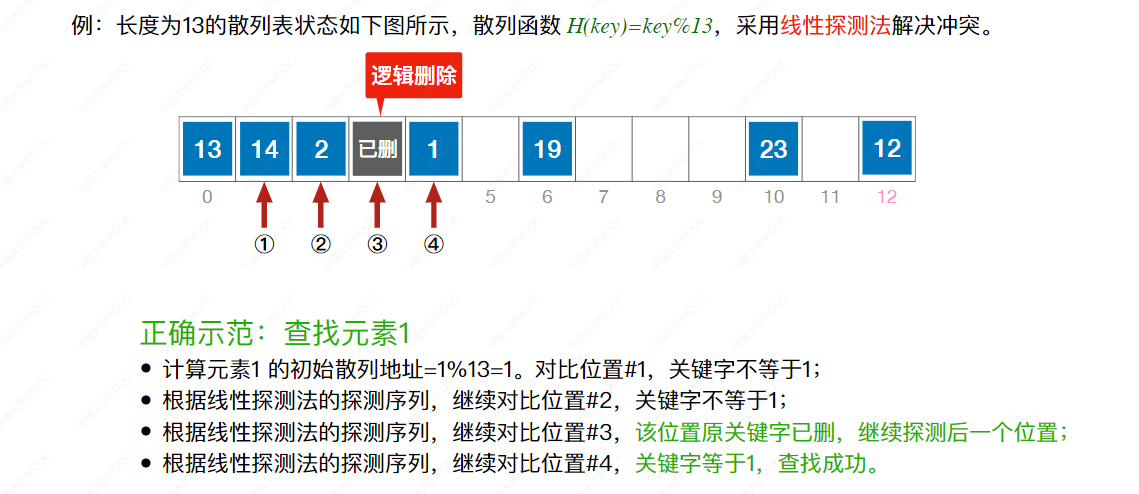 例：长度为13的散列表状态如下图所示，散列函数 H(key)=key%13，采用线性探测法解决冲突。
逻辑删除
13 14 2 已删 1 19 23 12
0 5 6 7 8 9 10 11 12
① ② ③ ④
正确示范：查找元素1
• 计算元素1 的初始散列地址=1%13=1。对比位置#1，关键字不等于1；
• 根据线性探测法的探测序列，继续对比位置#2，关键字不等于1；
• 根据线性探测法的探测序列，继续对比位置#3，该位置原关键字已删，继续探测后一个位置；
• 根据线性探测法的探测序列，继续对比位置#4，关键字等于1，查找成功。
中国大学MOOC